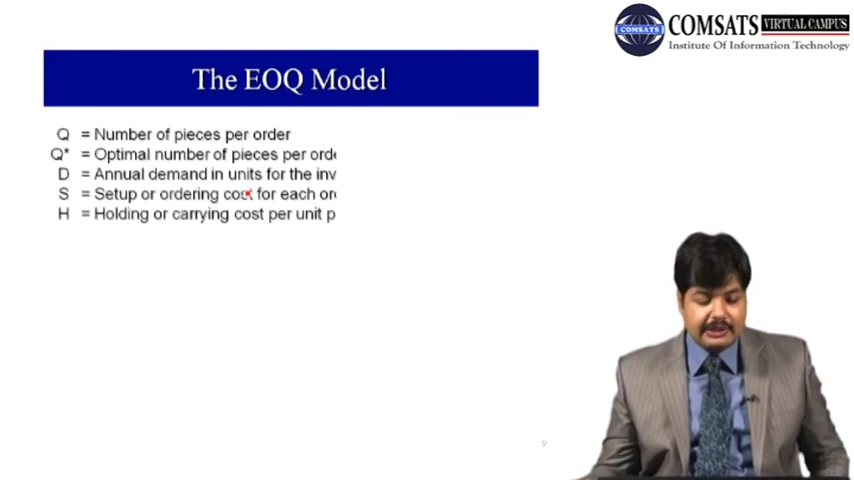 COMSATS VIRTUAL CAMPUS
COMSATS
Institute Of Information Technology
The EOQ Model
Q = Number of pieces per order
Q* = Optimal number of pieces per orde
D = Annual demand in units for the inv
S = Setup or ordering cost for each ord
H = Holding or carrying cost per unit p
9